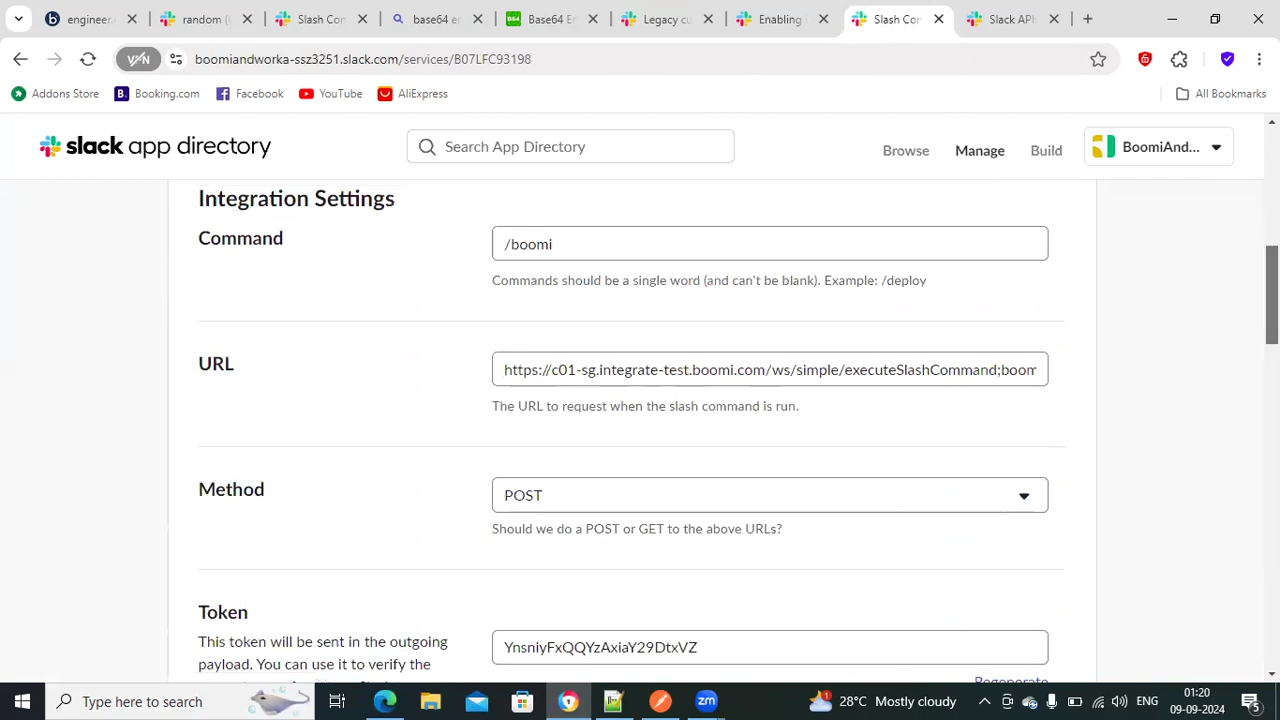 engineer
random (
Slash Con
base64 e
B64 Base64 E
Legacy cu
Enabling
Slash Cor
Slack API
VPN
boomiandworka-ssz3251.slack.com/services/B07LFC93198
Addons Store
B. Booking.com
Facebook
YouTube
AliExpress
All Bookmarks
slack app directory
Search App Directory
Browse
Manage
Build
BoomiAnd...
Integration Settings
Command
/boomi
Commands should be a single word (and can't be blank). Example: /deploy
URL
https://c01-sg.integrate-test.boomi.com/ws/simple/executeSlashCommand;boom
The URL to request when the slash command is run.
Method
POST
Should we do a POST or GET to the above URLs?
Token
This token will be sent in the outgoing
payload. You can use it to verify the
YnsniyFxQQYzAxiaY29DtxVZ
Regenerate
Type here to search
1
28°C Mostly cloudy
ENG
01:20
09-09-2024
5